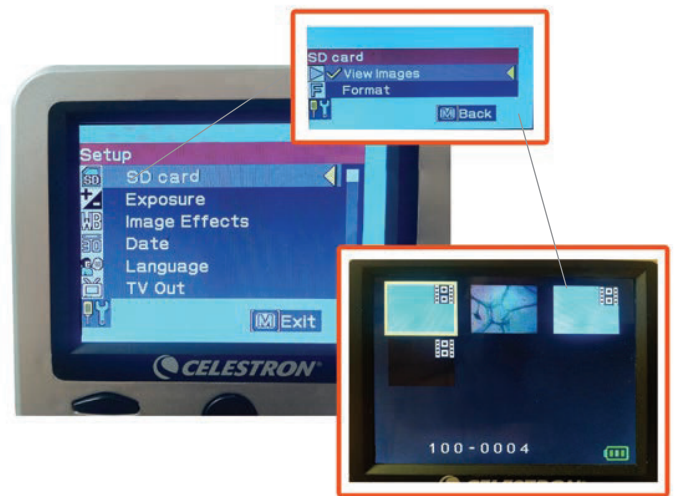 SD card
View Images
Format
M Back
Setup
SD card
Exposure
Image Effects
Date
Language
TV Out
M Exit
CELESTRON
100-0004
CELESTRON